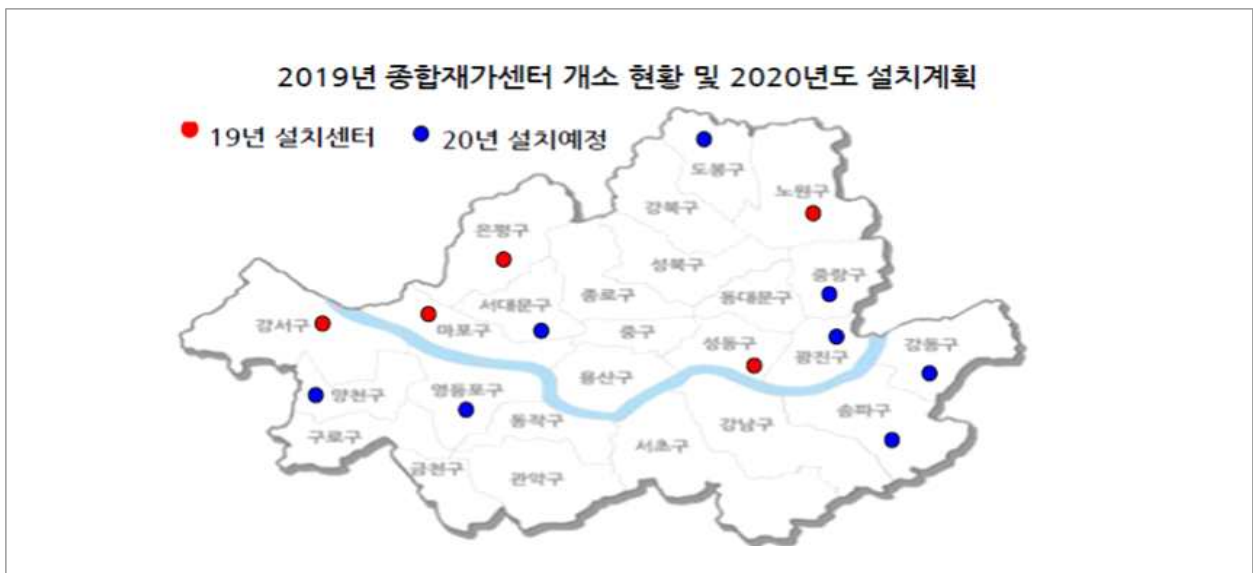 2019년 종합재가센터 개소 현황 및 2020년도 설치계획
19년 설치센터 20년 설치예정
도봉구
노원구
강북구
은평구
성북구
중랑구
서대문구 종로구 동대문구
강서구 마포구 중구 성동구 광진구 강동구
용산구
양천구 영등포구 송파구
동작구 강남구
구로구 서초구
금천구 관악구